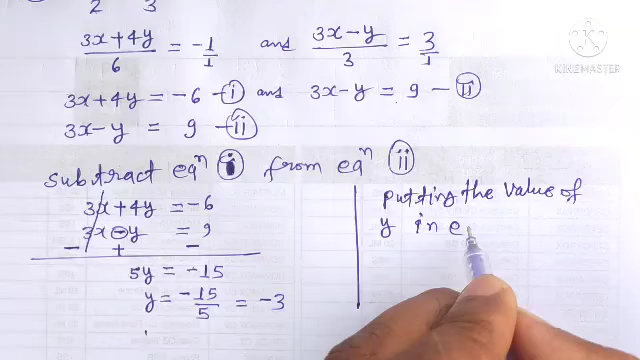 2 3
3x+4y/6 = -1/1 and 3x-y/3 = 3/1
3x+4y = -6 -(i) and 3x-y = 9 -(ii)
3x-y = 9 -(ii)
subtract eqⁿ (i) from eqⁿ (ii)
3x+4y = -6
3x-y = 9
- + -
5y = -15
y = -15/5 = -3
putting the value of
y in e
KINEMASTER